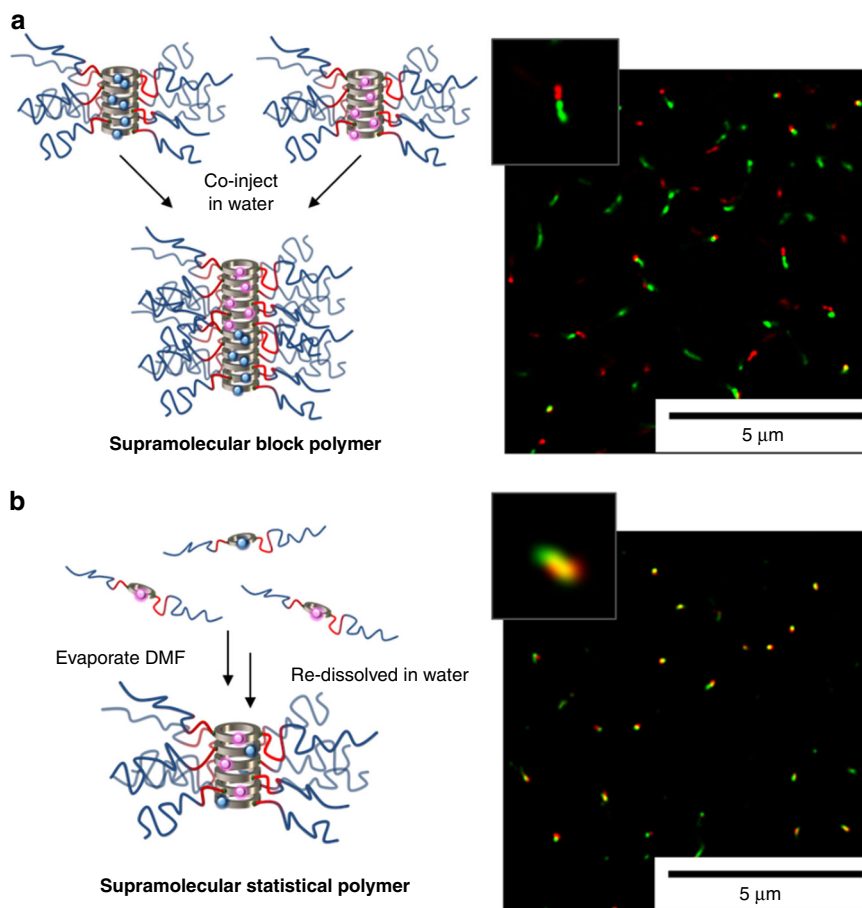 a
Co-inject
in water
Supramolecular block polymer
5 μm
b
Evaporate DMF
Re-dissolved in water
Supramolecular statistical polymer
5 μm